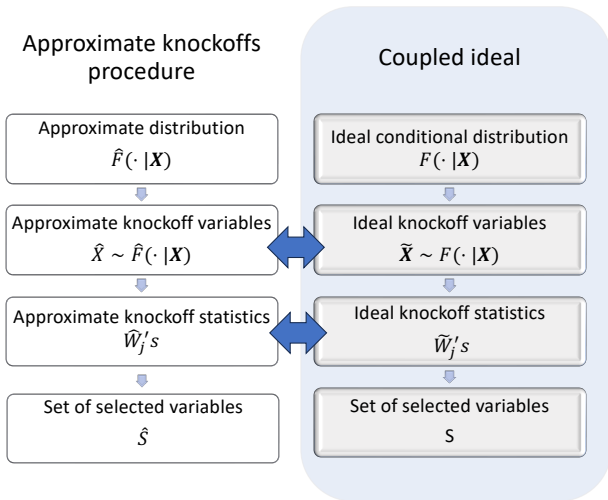 Approximate knockoffs
procedure
Approximate distribution
F̂(· |X)
Approximate knockoff variables
X̂ ~ F̂(· |X)
Approximate knockoff statistics
Ŵⱼ's
Set of selected variables
Ŝ
Coupled ideal
Ideal conditional distribution
F(· |X)
Ideal knockoff variables
X̃ ~ F(· |X)
Ideal knockoff statistics
W̃ⱼ's
Set of selected variables
S